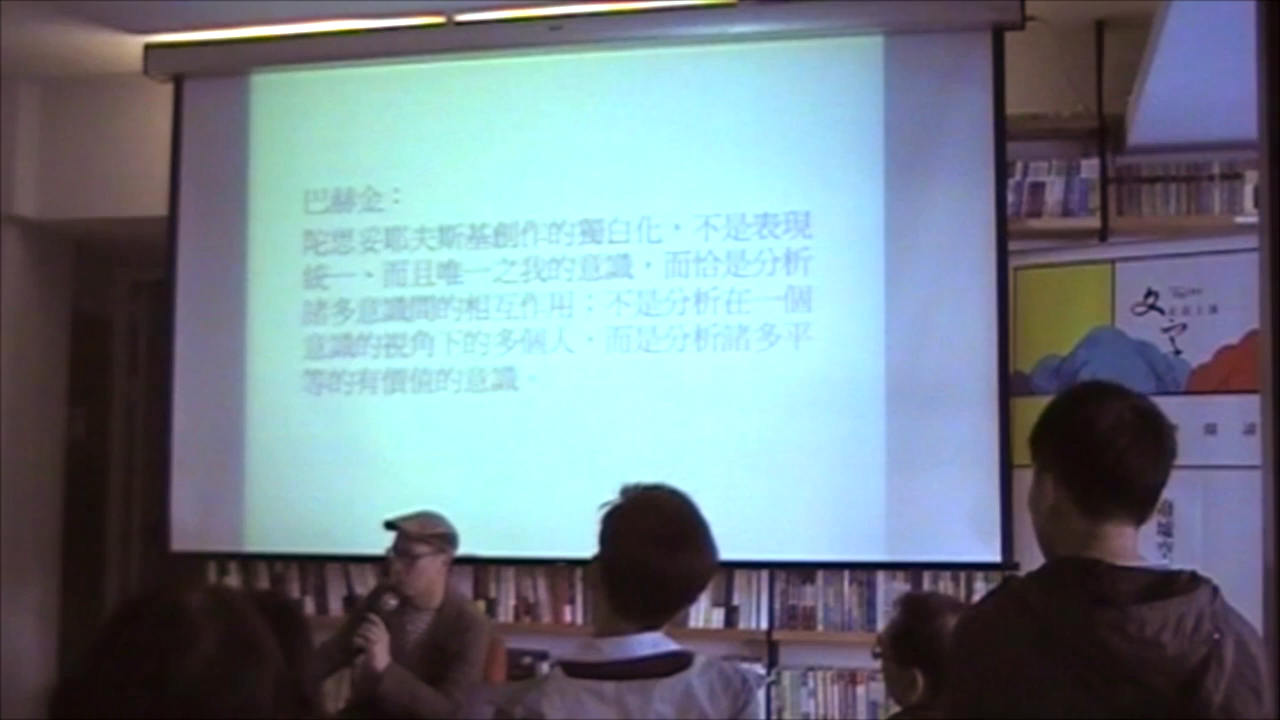 巴赫金：
陀思妥耶夫斯基創作的獨白化，不是表現
統一、而且唯一之我的意識，而恰是分析
諸多意識間的相互作用；不是分析在一個
意識的視角下的多個人，而是分析諸多平
等的有價值的意識。
文
字